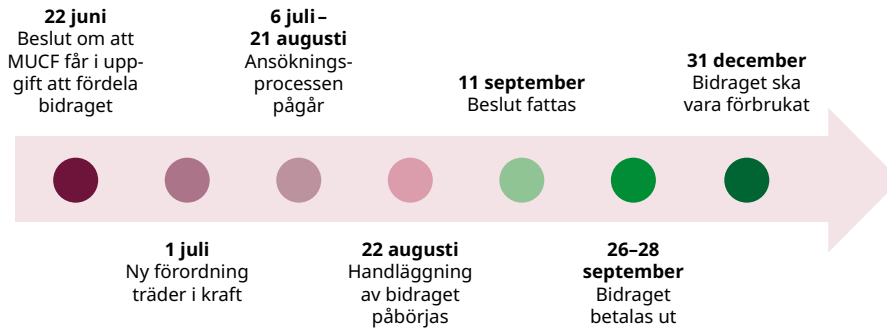 22 juni
Beslut om att
MUCF får i upp-
gift att fördela
bidraget
1 juli
Ny förordning
träder i kraft
6 juli–
21 augusti
Ansöknings-
processen
pågår
22 augusti
Handläggning
av bidraget
påbörjas
11 september
Beslut fattas
26–28
september
Bidraget
betalas ut
31 december
Bidraget ska
vara förbrukat